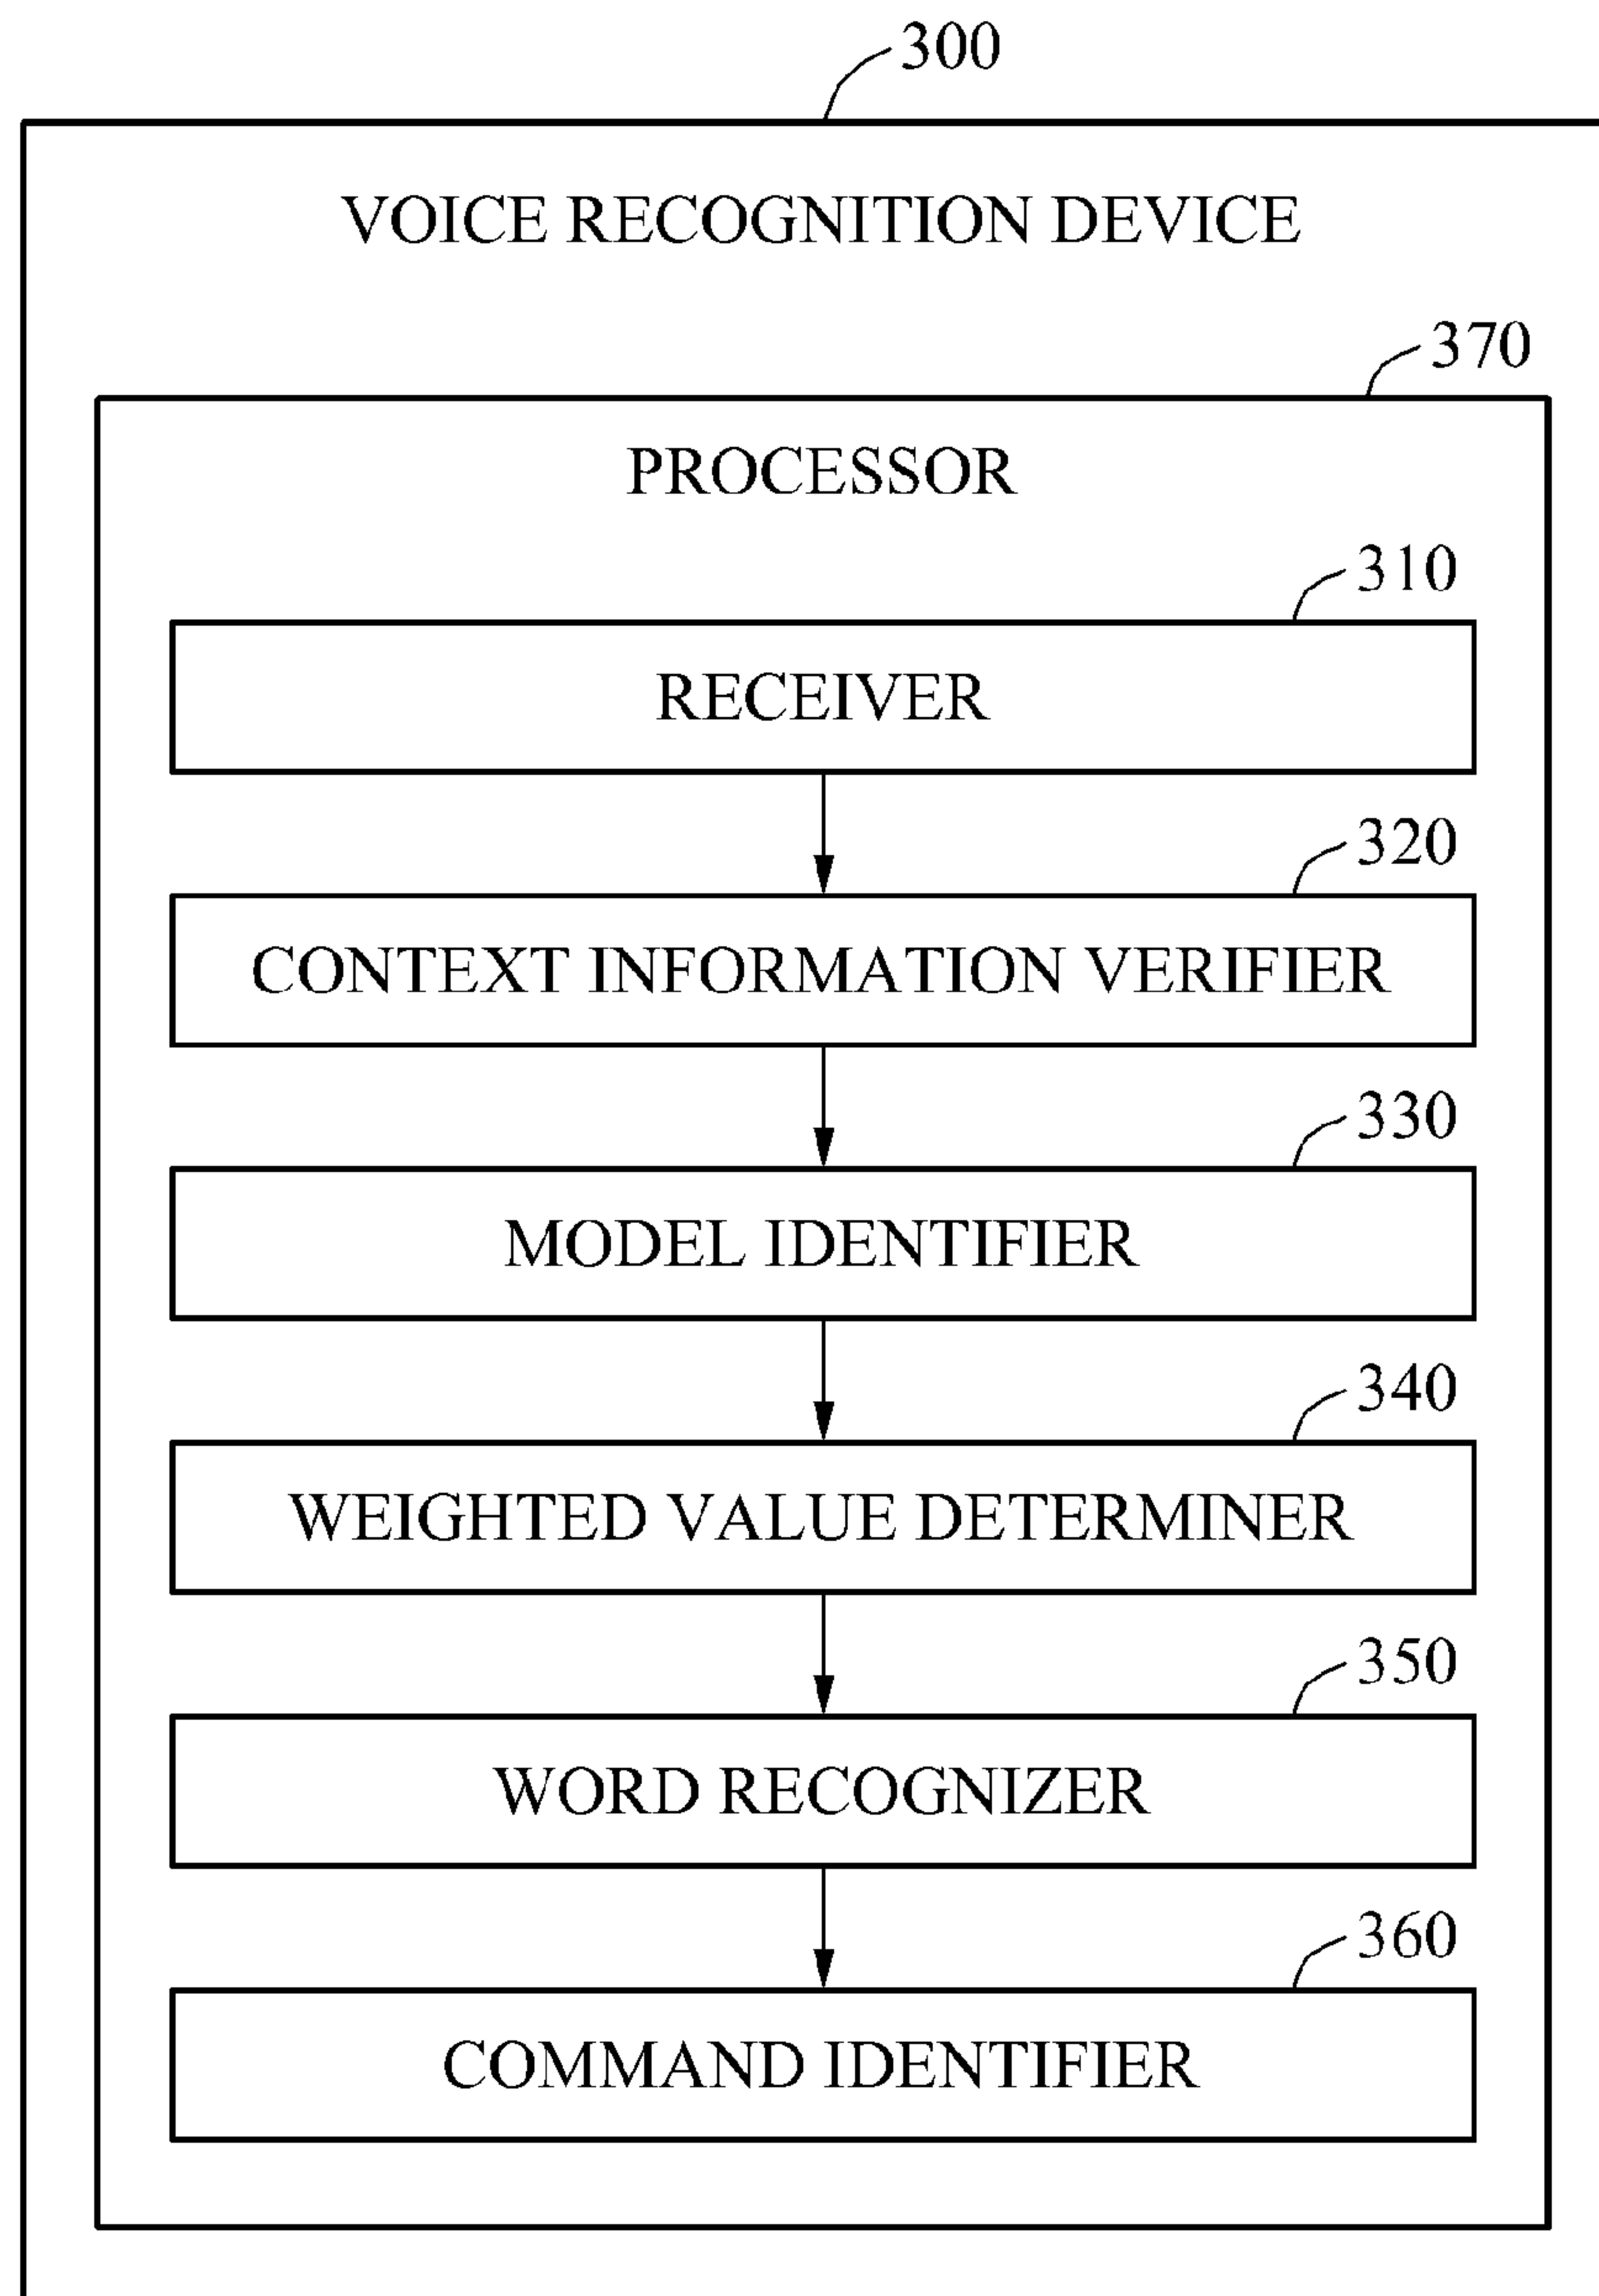 300
VOICE RECOGNITION DEVICE
370
PROCESSOR
310
RECEIVER
320
CONTEXT INFORMATION VERIFIER
330
MODEL IDENTIFIER
340
WEIGHTED VALUE DETERMINER
350
WORD RECOGNIZER
360
COMMAND IDENTIFIER